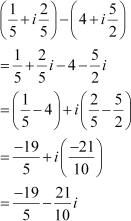 (1/5 + i 2/5) − (4 + i 5/2)
= 1/5 + 2/5 i − 4 − 5/2 i
= (1/5 − 4) + i(2/5 − 5/2)
= −19/5 + i(−21/10)
= −19/5 − 21/10 i